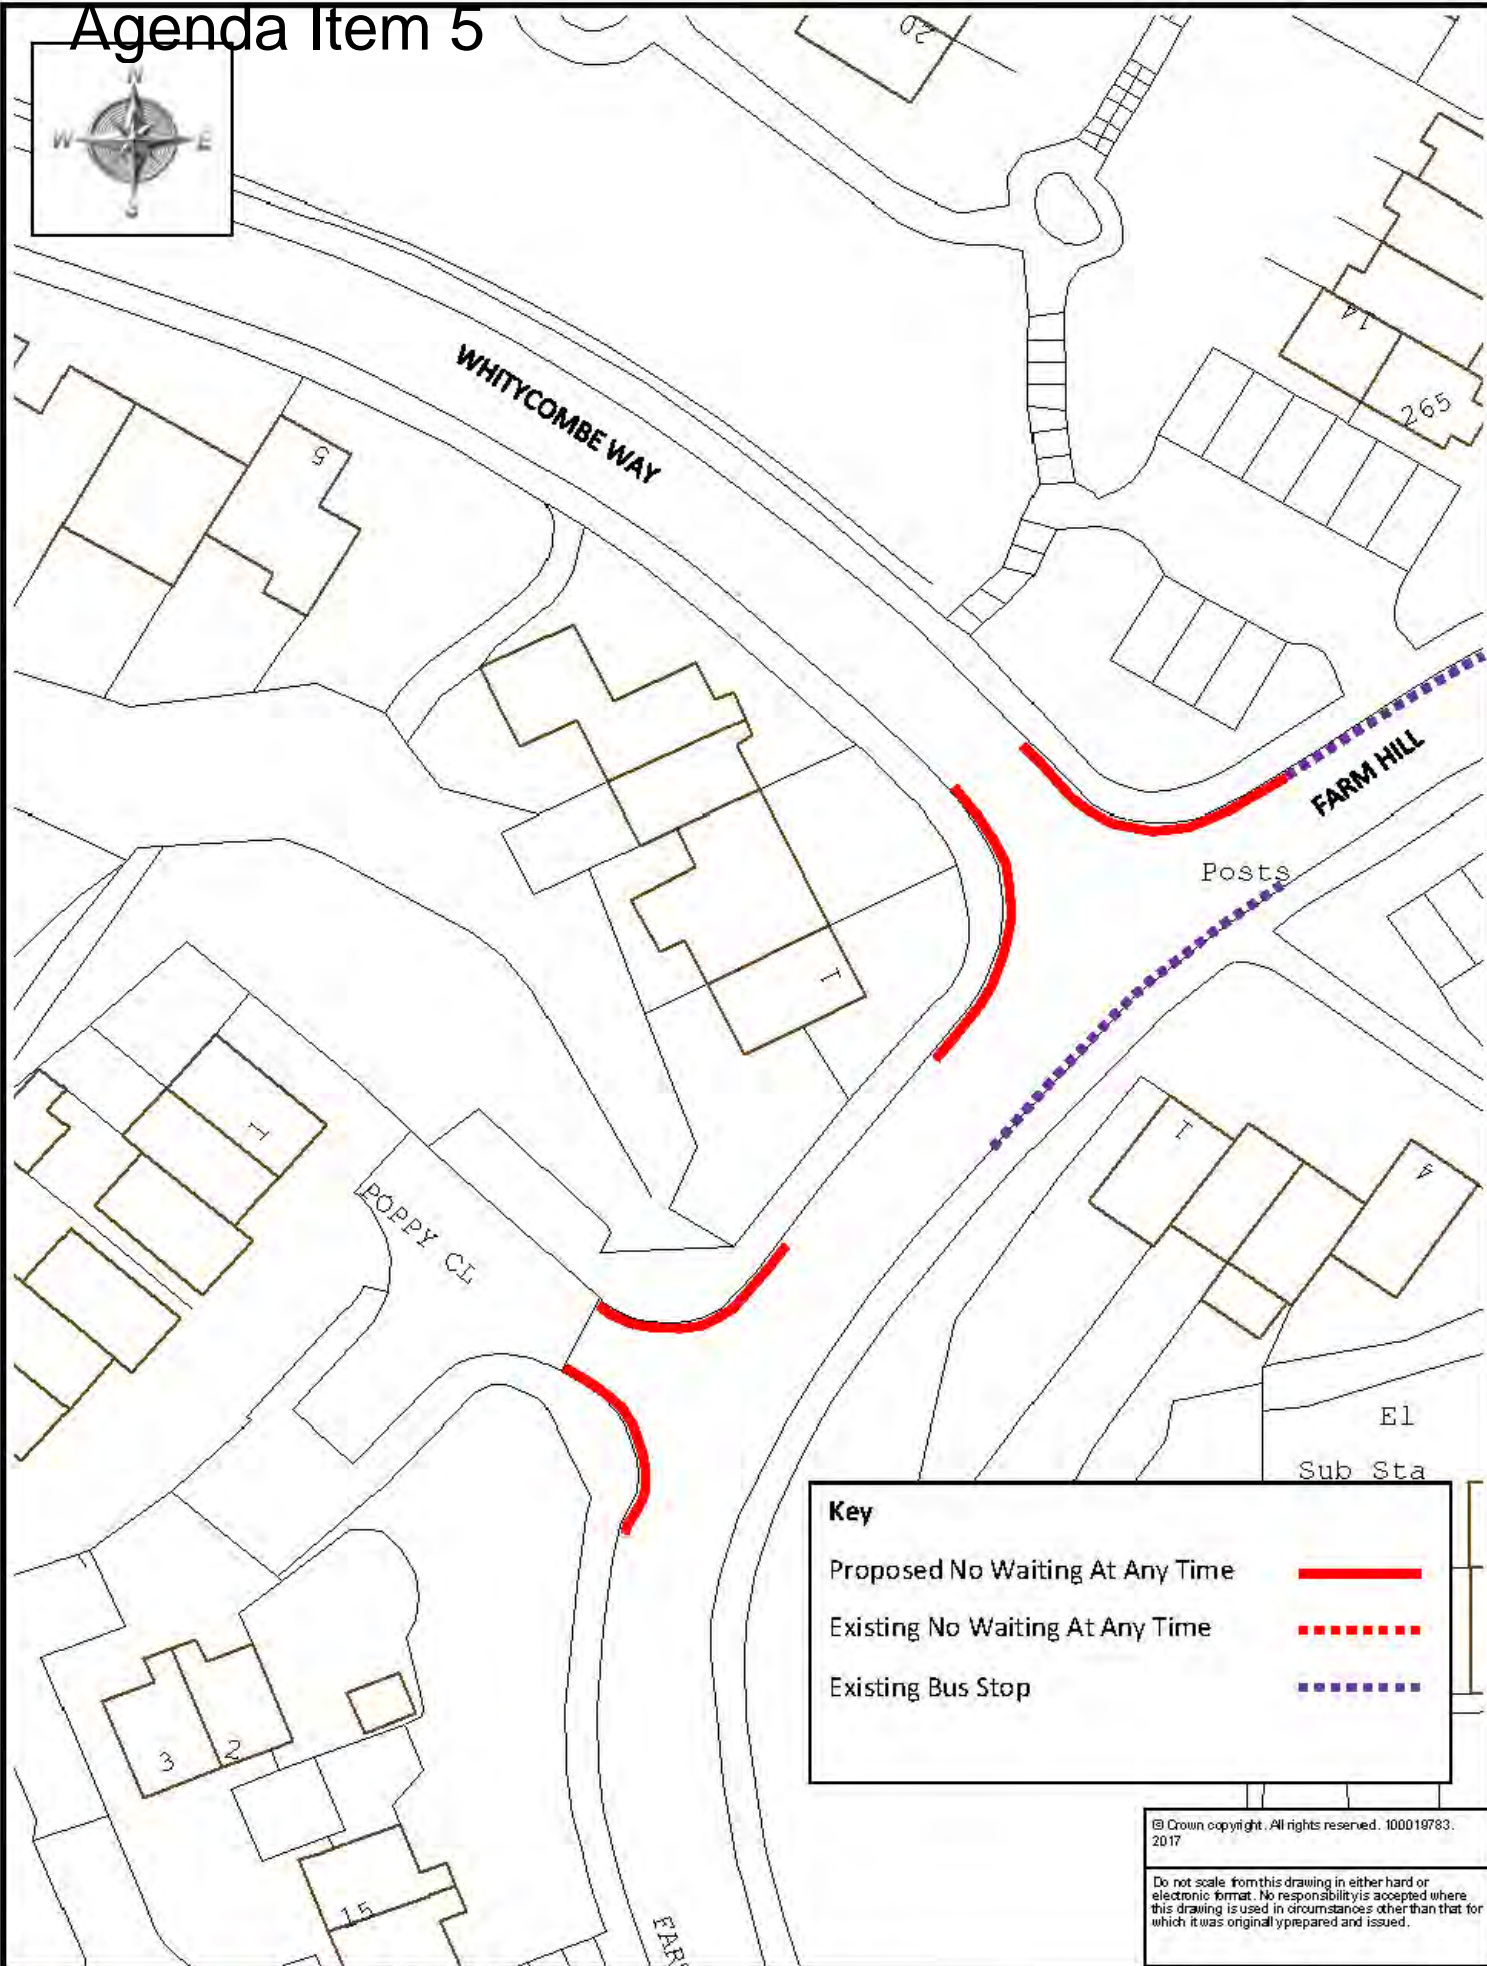 Agenda Item 5
N
W E
S
20
14
265
WHITYCOMBE WAY
5
FARM HILL
Posts
1
1
1
4
POPPY CL
El
Sub Sta
Key
Proposed No Waiting At Any Time
Existing No Waiting At Any Time
Existing Bus Stop
3
2
15
© Crown copyright. All rights reserved. 100019783.
2017
Do not scale from this drawing in either hard or
electronic format. No responsibility is accepted where
this drawing is used in circumstances other than that for
which it was originally prepared and issued.